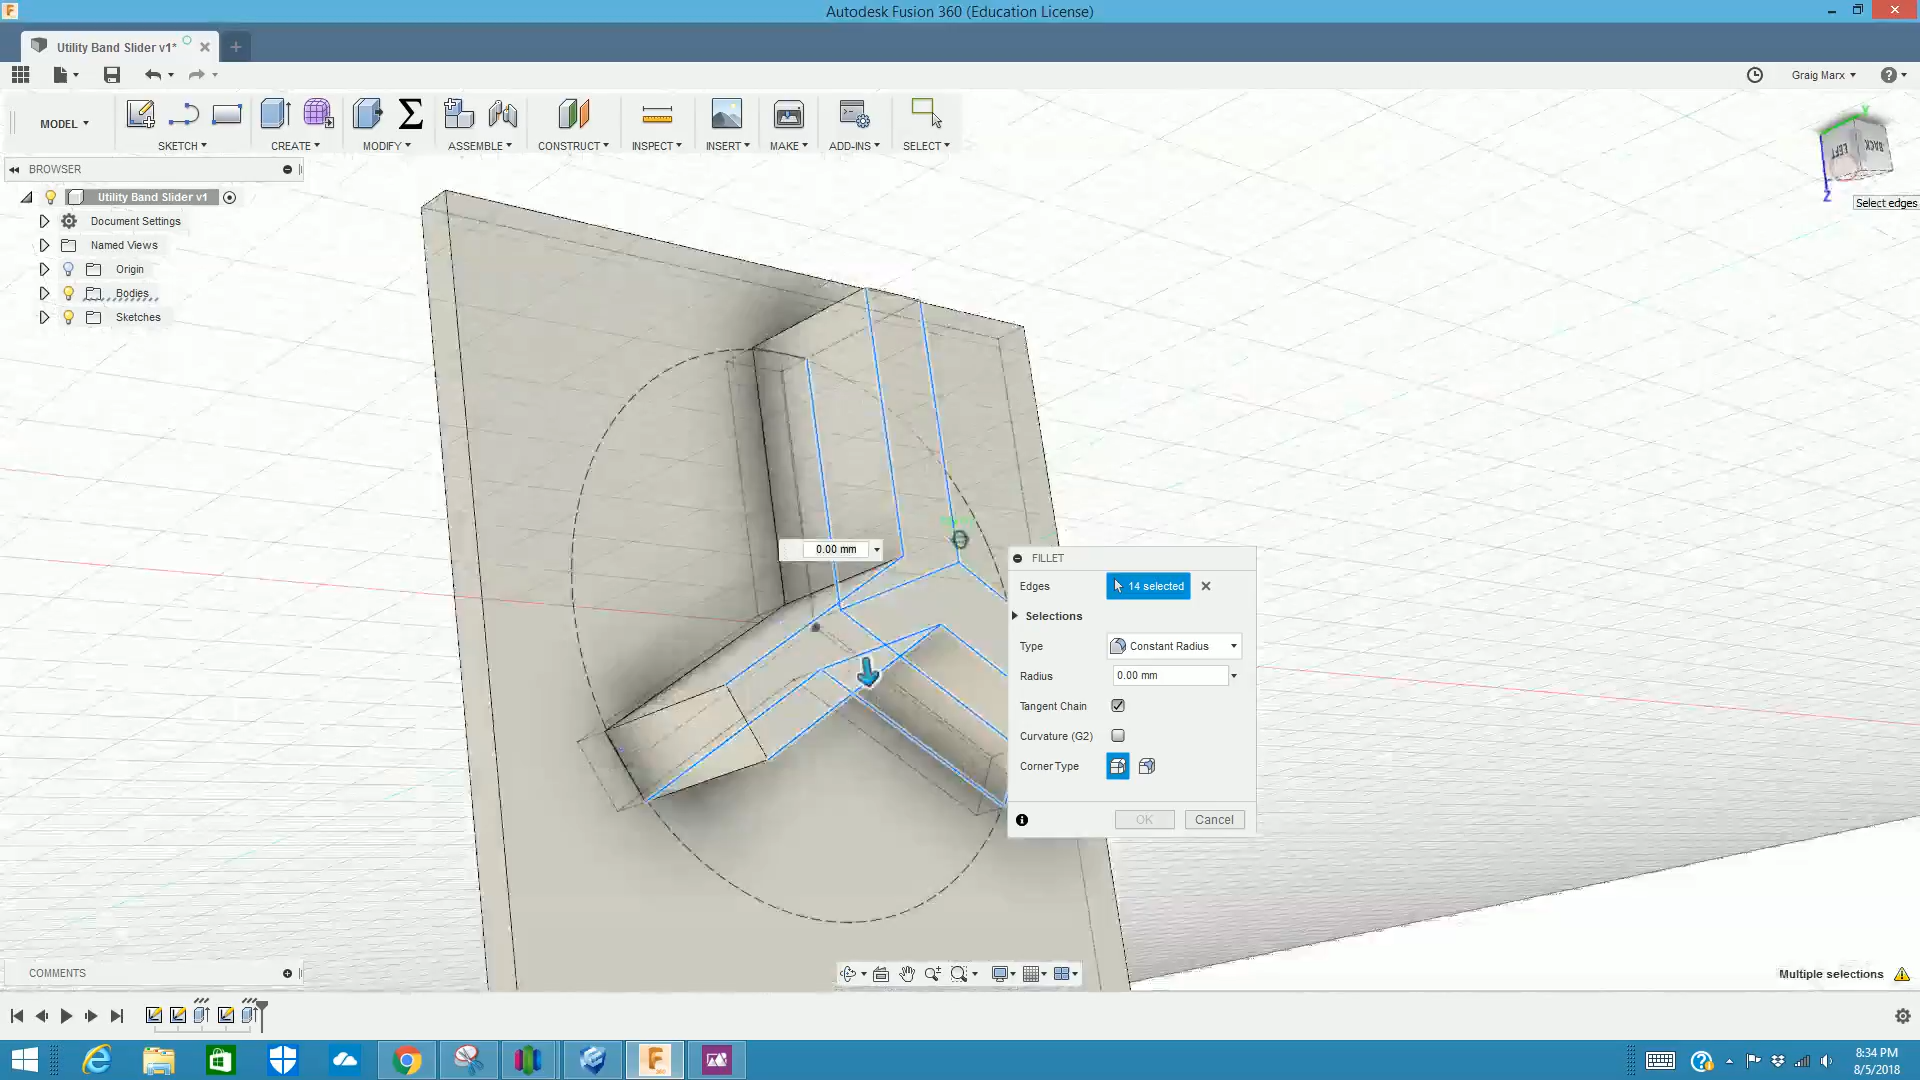 Autodesk Fusion 360 (Education License)
Utility Band Slider v1*
Graig Marx
MODEL
SKETCH
CREATE
MODIFY
ASSEMBLE
CONSTRUCT
INSPECT
INSERT
MAKE
ADD-INS
SELECT
BROWSER
LEFT
BACK
Y
Z
Select edges
Utility Band Slider v1
Document Settings
Named Views
Origin
Bodies
Sketches
0.00 mm
FILLET
Edges
14 selected
Selections
Type
Constant Radius
Radius
0.00 mm
Tangent Chain
Curvature (G2)
Corner Type
OK
Cancel
COMMENTS
Multiple selections
8:34 PM
8/5/2018